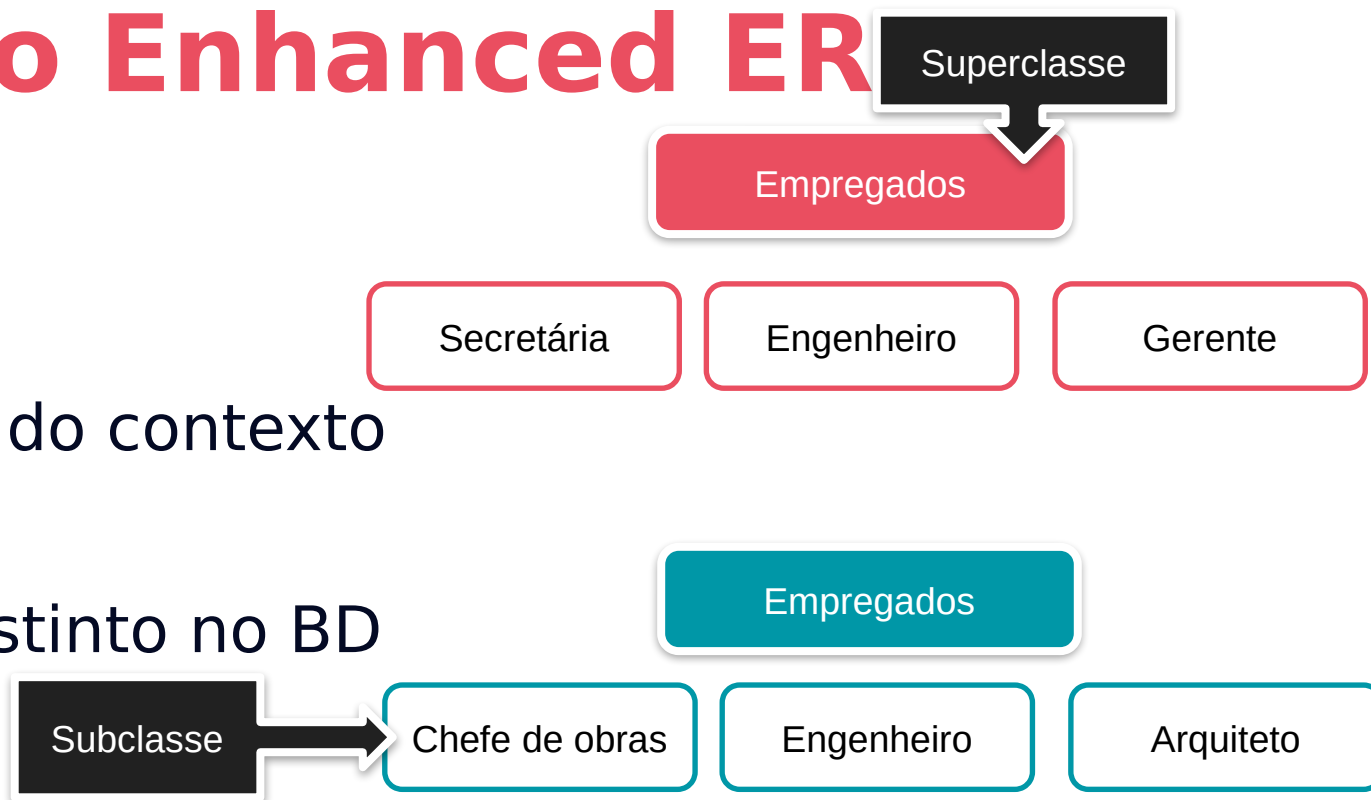 o Enhanced ER
Superclasse
Empregados
Secretária
Engenheiro
Gerente
do contexto
Empregados
stinto no BD
Subclasse
Chefe de obras
Engenheiro
Arquiteto